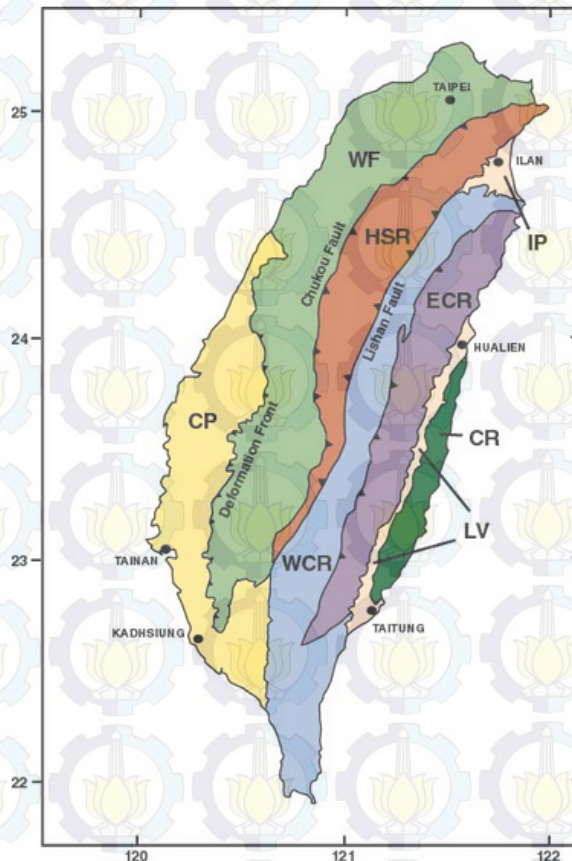 25
24
23
22
120
121
122
TAIPEI
WF
ILAN
IP
Chukou Fault
HSR
Lishan Fault
ECR
HUALIEN
CP
Deformation Front
CR
LV
TAINAN
WCR
KADHSIUNG
TAITUNG